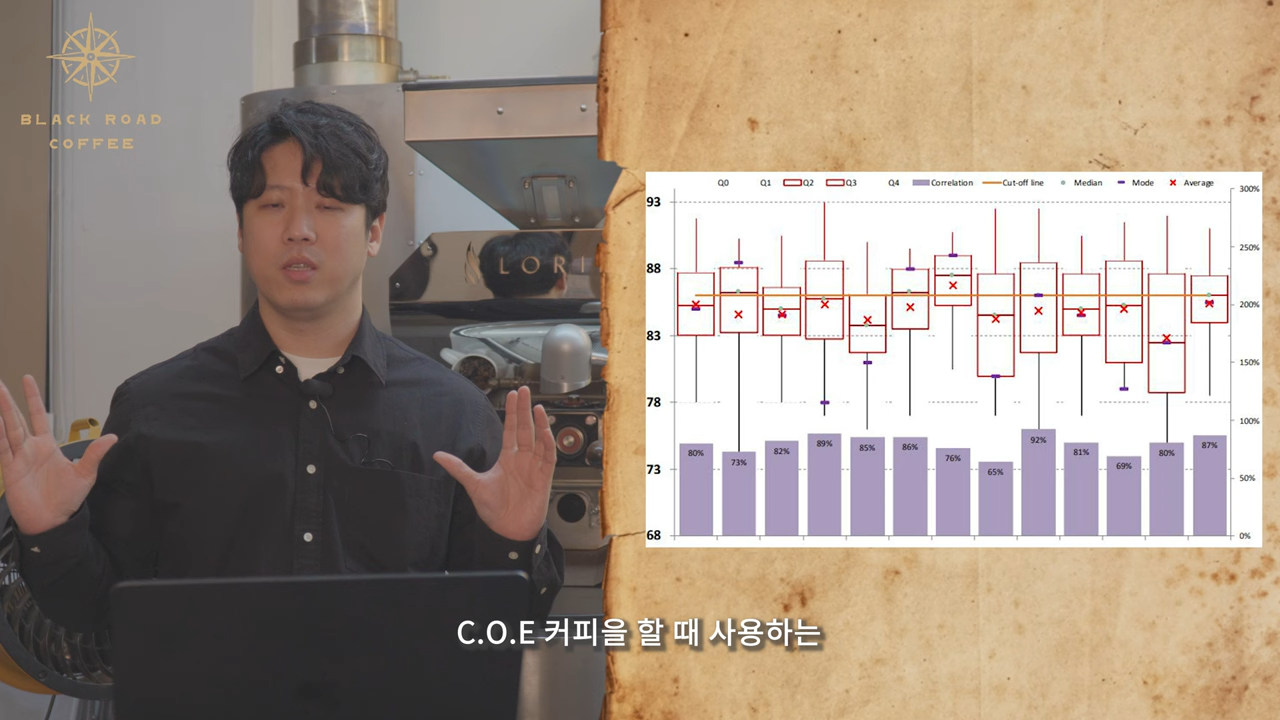 BLACK ROAD
COFFEE
LORI
Q0 Q1 Q2 Q3 Q4 Correlation Cut-off line Median Mode Average
93
88
83
78
73
68
300%
250%
200%
150%
100%
50%
0%
80% 73% 82% 89% 85% 86% 76% 65% 92% 81% 69% 80% 87%
C.O.E 커피을 할 때 사용하는